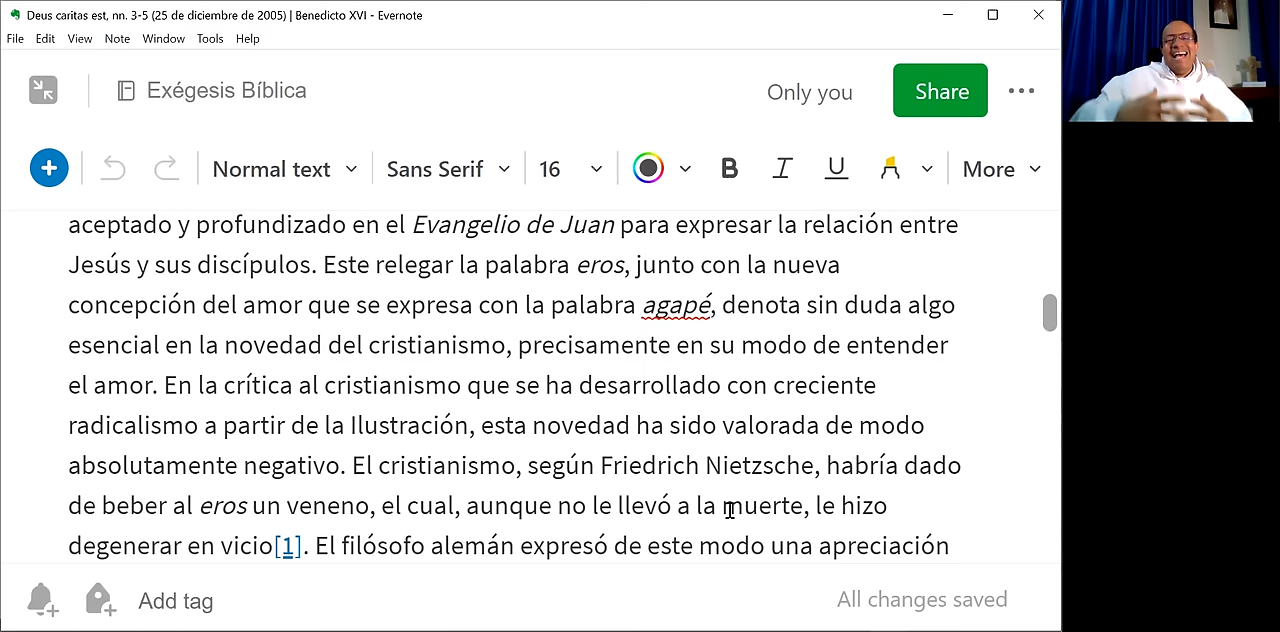 Deus caritas est, nn. 3-5 (25 de diciembre de 2005) | Benedicto XVI - Evernote
File Edit View Note Window Tools Help
Exégesis Bíblica
Only you
Share
Normal text
Sans Serif
16
B I U
More
aceptado y profundizado en el Evangelio de Juan para expresar la relación entre
Jesús y sus discípulos. Este relegar la palabra eros, junto con la nueva
concepción del amor que se expresa con la palabra agapé, denota sin duda algo
esencial en la novedad del cristianismo, precisamente en su modo de entender
el amor. En la crítica al cristianismo que se ha desarrollado con creciente
radicalismo a partir de la Ilustración, esta novedad ha sido valorada de modo
absolutamente negativo. El cristianismo, según Friedrich Nietzsche, habría dado
de beber al eros un veneno, el cual, aunque no le llevó a la muerte, le hizo
degenerar en vicio[1]. El filósofo alemán expresó de este modo una apreciación
Add tag
All changes saved